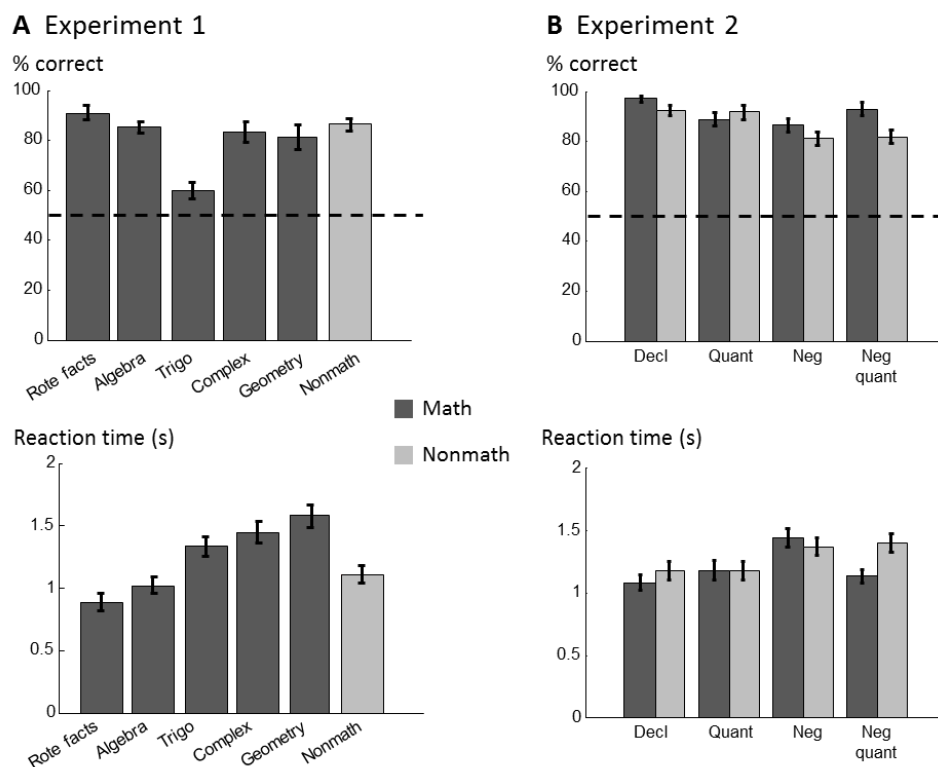 A Experiment 1
% correct
100
80
60
40
20
0
Rote facts
Algebra
Trigo
Complex
Geometry
Nonmath
B Experiment 2
% correct
100
80
60
40
20
80
0
Decl
Quant
Neg
Neg
quant
Math
Nonmath
Reaction time (s)
2
1.5
1
0.5
0
Rote facts
Algebra
Trigo
Complex
Geometry
Nonmath
Reaction time (s)
2
1.5
1
0.5
0
Decl
Quant
Neg
Neg
quant